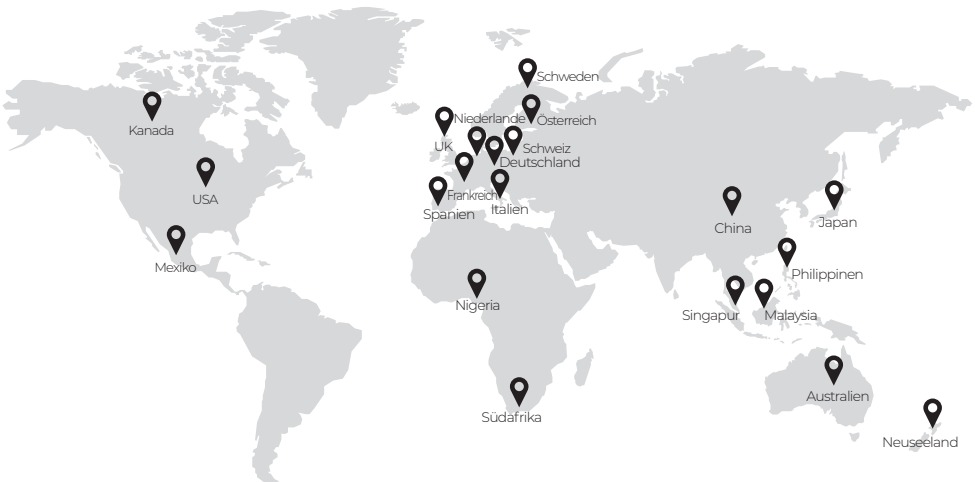 Schweden
Kanada
Niederlande
Österreich
UK
Schweiz
Deutschland
USA
Frankreich
Spanien
Italien
China
Japan
Mexiko
Philippinen
Nigeria
Singapur
Malaysia
Australien
Südafrika
Neuseeland